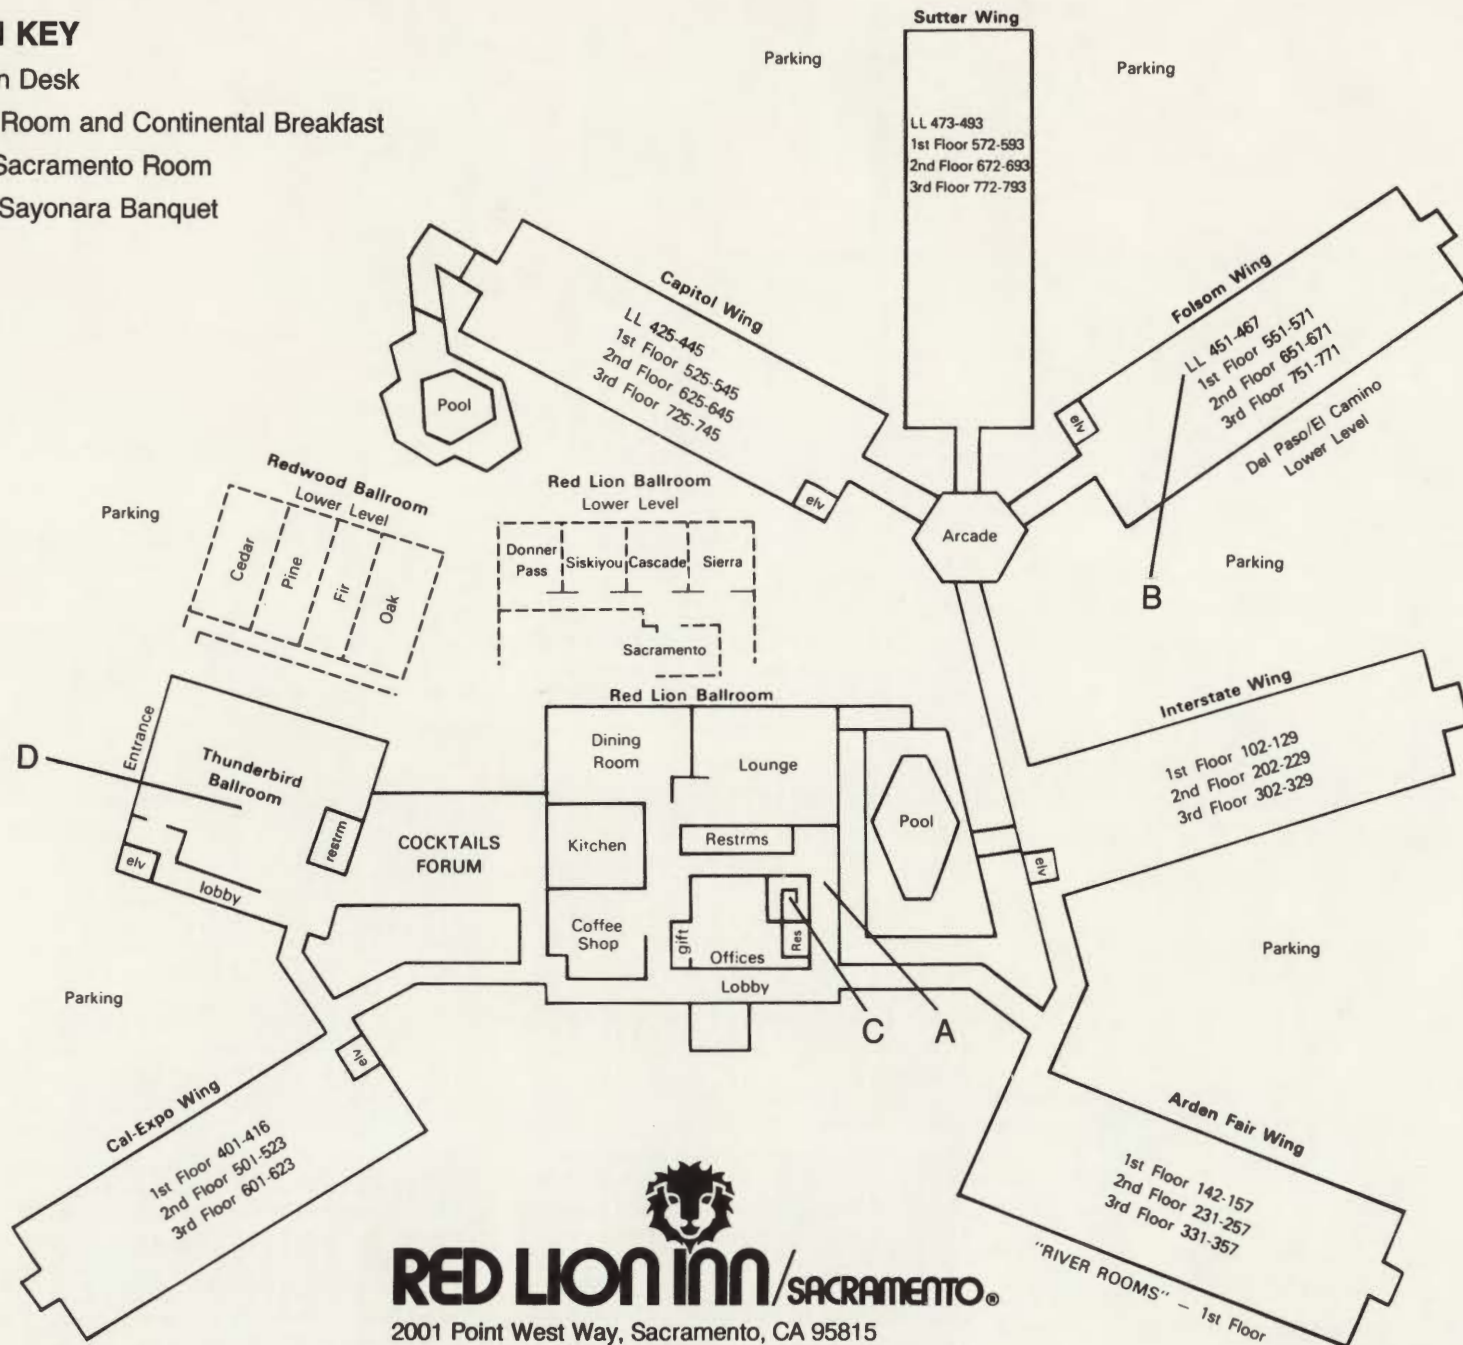 KEY
Desk
Room and Continental Breakfast
Sacramento Room
Sayonara Banquet
Sutter Wing
Parking
Parking
LL 473-493
1st Floor 572-593
2nd Floor 672-693
3rd Floor 772-793
Capitol Wing
LL 425-445
1st Floor 525-545
2nd Floor 625-645
3rd Floor 725-745
elv
Folsom Wing
LL 451-467
1st Floor 551-571
2nd Floor 651-671
3rd Floor 751-771
elv
Del Paso/El Camino
Lower Level
Pool
Arcade
Parking
B
Redwood Ballroom
Lower Level
Cedar
Pine
Fir
Oak
Parking
Red Lion Ballroom
Lower Level
Donner
Pass
Siskiyou
Cascade
Sierra
Sacramento
Red Lion Ballroom
Entrance
D
Thunderbird
Ballroom
restrm
elv
lobby
COCKTAILS
FORUM
Dining
Room
Lounge
Kitchen
Restrms
Coffee
Shop
gift
Offices
Res
Lobby
Pool
C
A
Interstate Wing
1st Floor 102-129
2nd Floor 202-229
3rd Floor 302-329
elv
Parking
Parking
Cal-Expo Wing
1st Floor 401-416
2nd Floor 501-523
3rd Floor 601-623
elv
Arden Fair Wing
1st Floor 142-157
2nd Floor 231-257
3rd Floor 331-357
"RIVER ROOMS" — 1st Floor
RED LION INN/SACRAMENTO®
2001 Point West Way, Sacramento, CA 95815